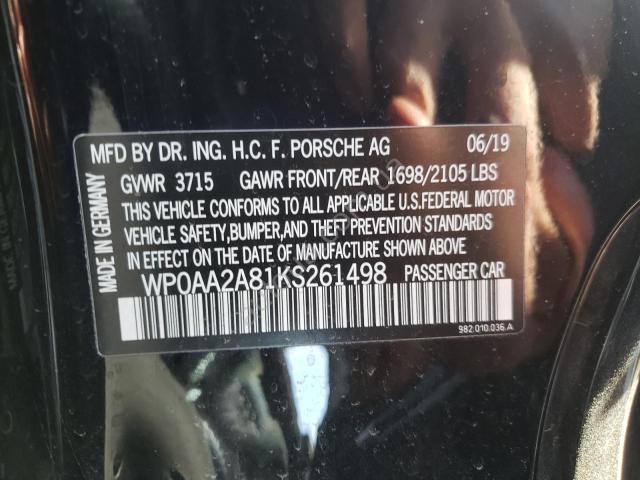 MFD BY DR. ING. H.C. F. PORSCHE AG 06/19
GVWR 3715 GAWR FRONT/REAR 1698/2105 LBS
THIS VEHICLE CONFORMS TO ALL APPLICABLE U.S.FEDERAL MOTOR
VEHICLE SAFETY,BUMPER,AND THEFT PREVENTION STANDARDS
IN EFFECT ON THE DATE OF MANUFACTURE SHOWN ABOVE
WP0AA2A81KS261498 PASSENGER CAR
982.010.036.A
MADE IN GERMANY